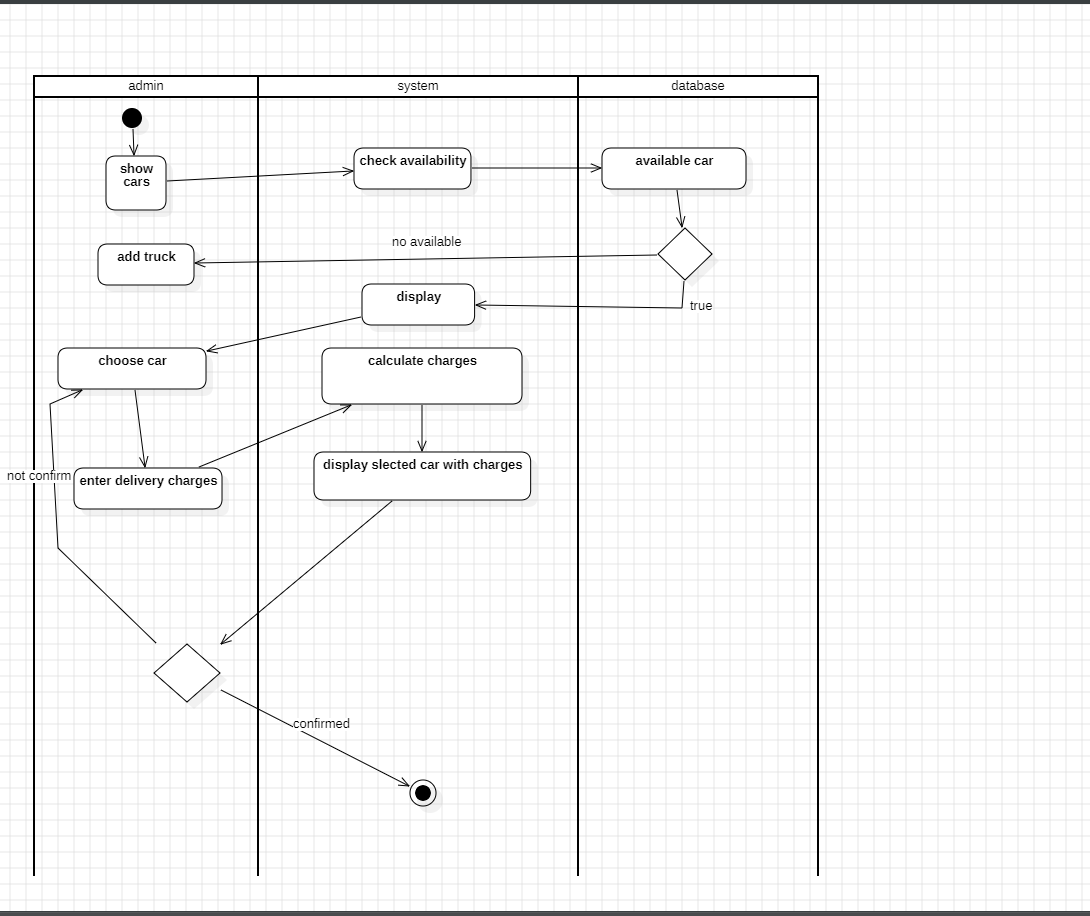 admin
system
database
show
cars
check availability
available car
no available
add truck
display
true
choose car
calculate charges
not confirm
enter delivery charges
display slected car with charges
confirmed